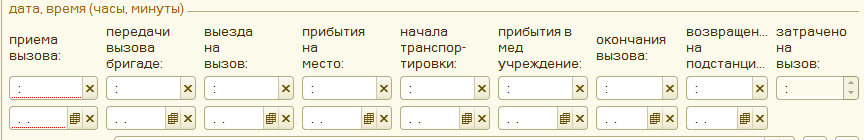 дата, время (часы, минуты)
приема вызова:
передачи вызова бригаде:
выезда на вызов:
прибытия на место:
начала транспор- тировки:
прибытия в мед учреждение:
окончания вызова:
возвращен... на подстанци...
затрачено на вызов:
: : : : : : : : :
. . . . . . . . . . . . . . . .